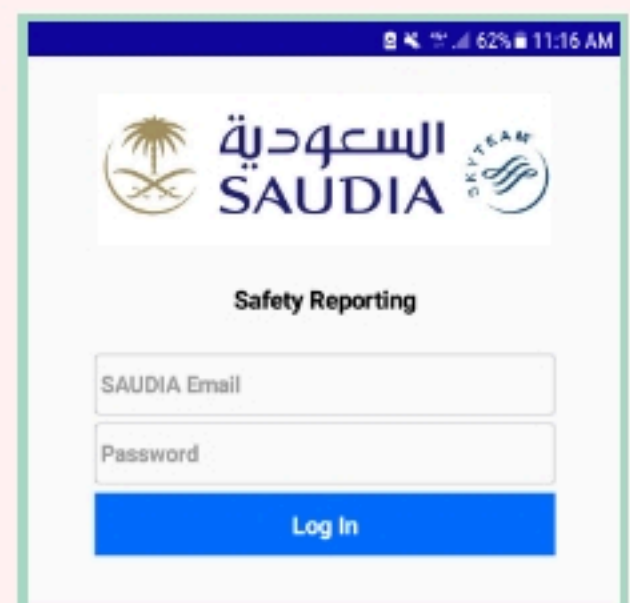 62% 11:16 AM
السعودية
SAUDIA
SKYTEAM
Safety Reporting
SAUDIA Email
Password
Log In